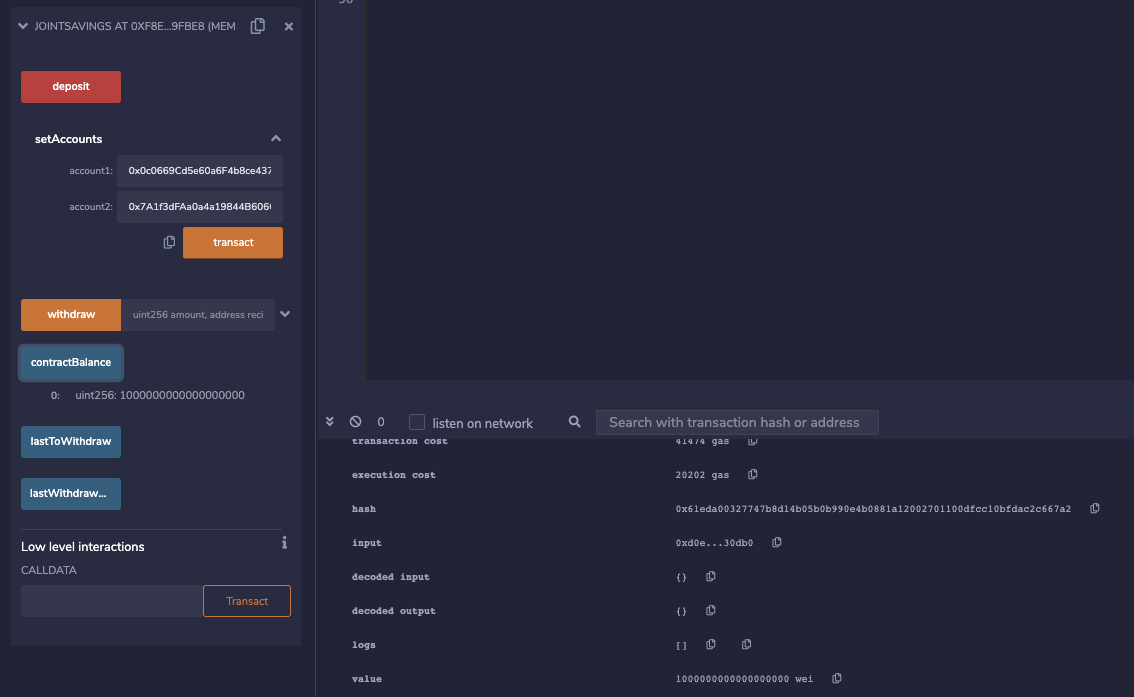 JOINTSAVINGS AT 0XF8E...9FBE8 (MEM
deposit
setAccounts
account1: 0x0c0669Cd5e60a6F4b8ce437
account2: 0x7A1f3dFAa0a4a19844B606
transact
withdraw uint256 amount, address reci
contractBalance
0: uint256: 1000000000000000000
lastToWithdraw
lastWithdraw...
Low level interactions
CALLDATA
Transact
0 listen on network Search with transaction hash or address
transaction cost 41474 gas
execution cost 20202 gas
hash 0x61eda00327747b8d14b05b0b990e4b0881a12002701100dfcc10bfdac2c667a2
input 0xd0e...30db0
decoded input {}
decoded output {}
logs []
value 1000000000000000000 wei